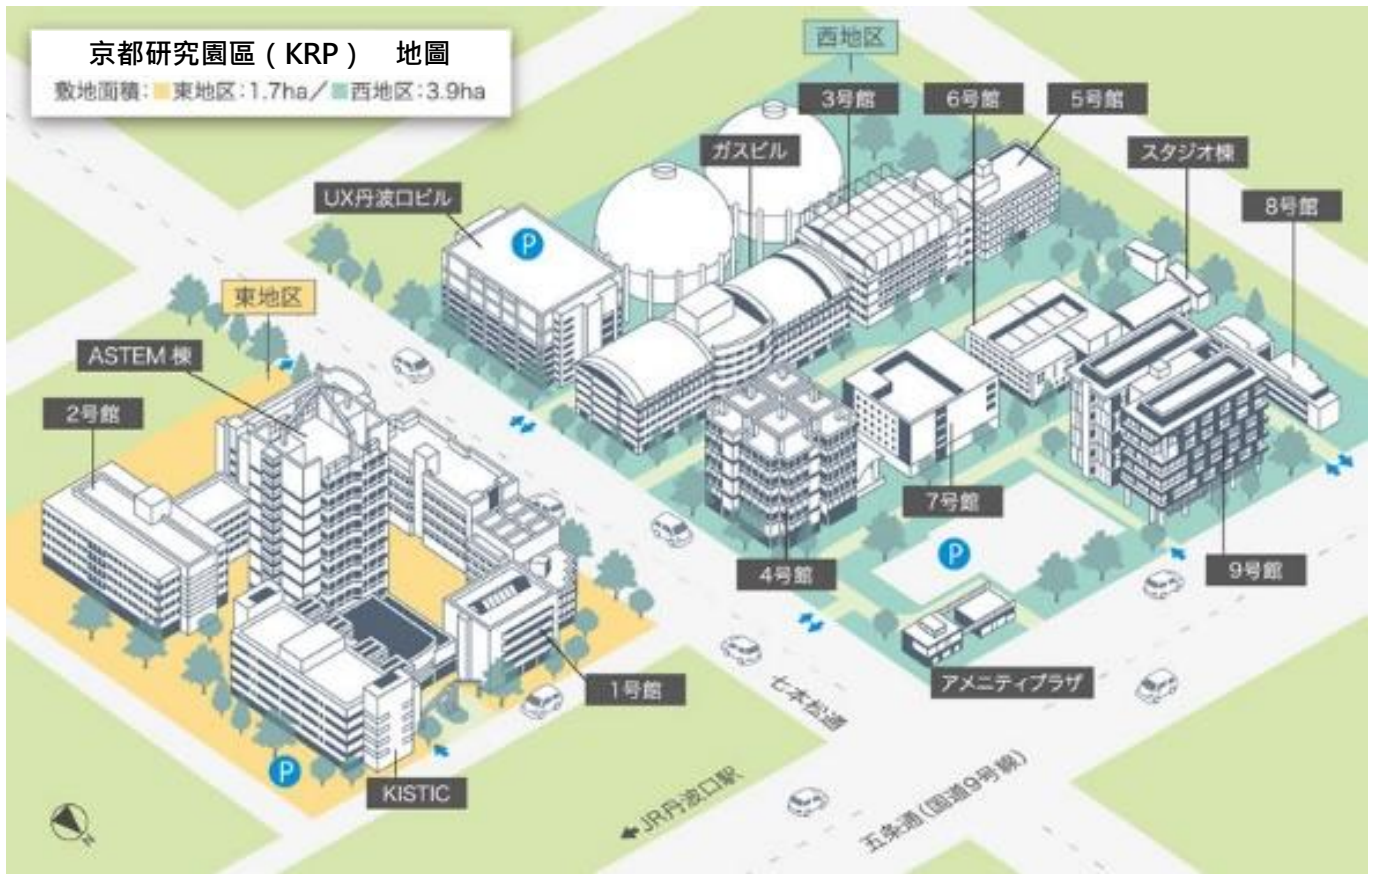 京都研究園區(KRP) 地圖
敷地面積:東地区:1.7ha/西地区:3.9ha
西地区
3号館
6号館
5号館
ガスビル
スタジオ棟
UX丹波口ビル
8号館
東地区
P
ASTEM 棟
2号館
7号館
4号館
P
9号館
1号館
アメニティプラザ
七本松通
P
KISTIC
JR丹波口駅
五条通(国道9号線)
N